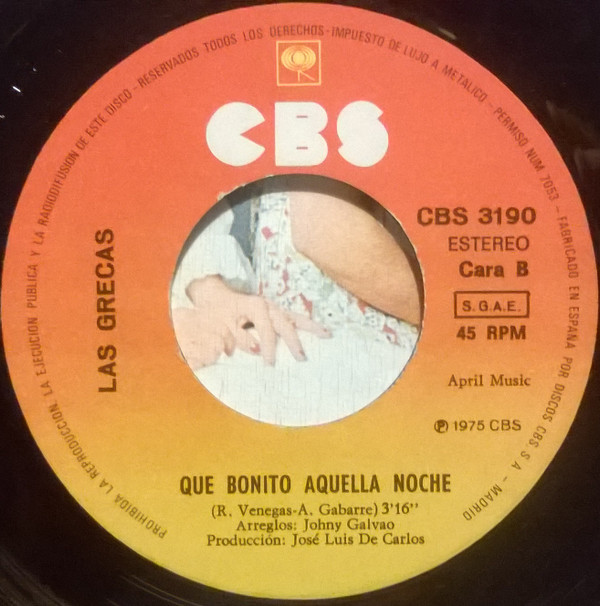 PROHIBIDA LA REPRODUCCION, LA EJECUCION PUBLICA Y LA RADIODIFUSION DE ESTE DISCO - RESERVADOS TODOS LOS DERECHOS - IMPUESTO DE LUJO A METALICO - PERMISO NUM 7053 - FABRICADO EN ESPAÑA POR DISCOS CBS, S. A. - MADRID
CBS
LAS GRECAS
CBS 3190
ESTEREO
Cara B
S.G.A.E.
45 RPM
April Music
Ⓟ 1975 CBS
QUE BONITO AQUELLA NOCHE
(R. Venegas-A. Gabarre) 3'16''
Arreglos: Johny Galvao
Producción: José Luis De Carlos